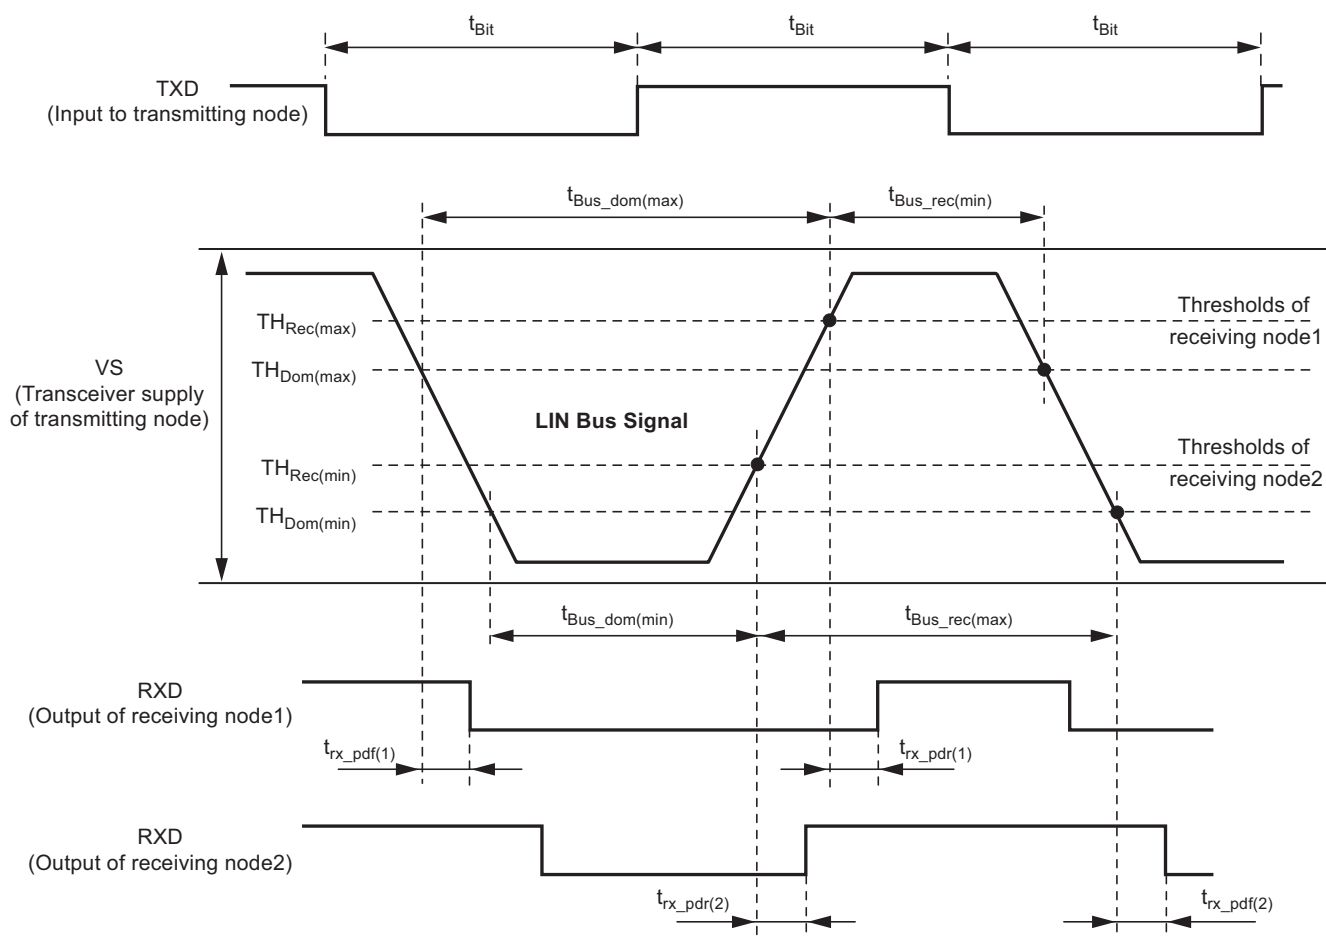 tBit
tBit
tBit
TXD
(Input to transmitting node)
tBus_dom(max)
tBus_rec(min)
THRec(max)
Thresholds of
receiving node1
VS
(Transceiver supply
of transmitting node)
THDom(max)
LIN Bus Signal
THRec(min)
Thresholds of
receiving node2
THDom(min)
tBus_dom(min)
tBus_rec(max)
RXD
(Output of receiving node1)
trx_pdf(1)
trx_pdr(1)
RXD
(Output of receiving node2)
trx_pdr(2)
trx_pdf(2)